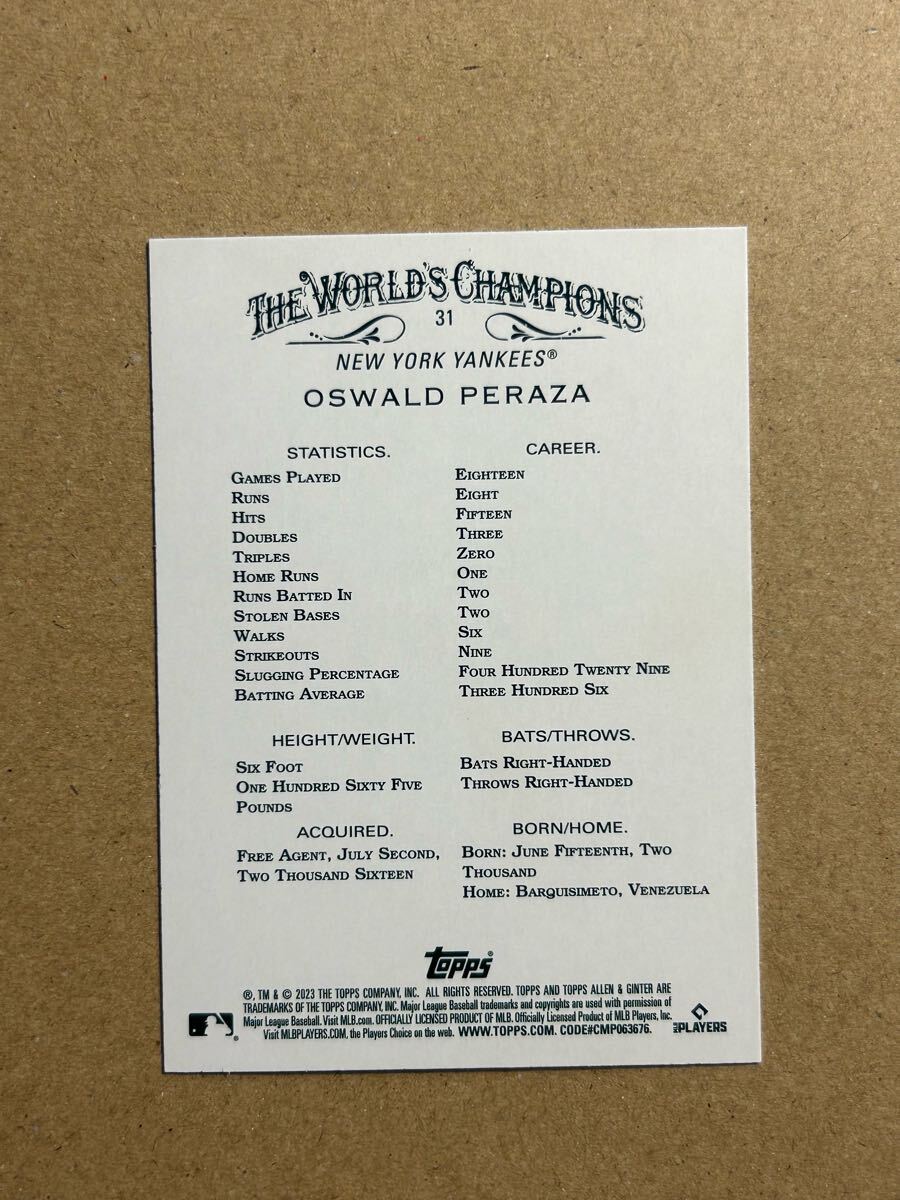 THE WORLD'S CHAMPIONS
31
NEW YORK YANKEES®
OSWALD PERAZA
STATISTICS. CAREER.
GAMES PLAYED EIGHTEEN
RUNS EIGHT
HITS FIFTEEN
DOUBLES THREE
TRIPLES ZERO
HOME RUNS ONE
RUNS BATTED IN TWO
STOLEN BASES TWO
WALKS SIX
STRIKEOUTS NINE
SLUGGING PERCENTAGE FOUR HUNDRED TWENTY NINE
BATTING AVERAGE THREE HUNDRED SIX
HEIGHT/WEIGHT.
SIX FOOT
ONE HUNDRED SIXTY FIVE
POUNDS
BATS/THROWS.
BATS RIGHT-HANDED
THROWS RIGHT-HANDED
ACQUIRED.
FREE AGENT, JULY SECOND,
TWO THOUSAND SIXTEEN
BORN/HOME.
BORN: JUNE FIFTEENTH, TWO
THOUSAND
HOME: BARQUISIMETO, VENEZUELA
topps®
®, TM & © 2023 THE TOPPS COMPANY, INC. ALL RIGHTS RESERVED. TOPPS AND TOPPS ALLEN & GINTER ARE
TRADEMARKS OF THE TOPPS COMPANY, INC. Major League Baseball trademarks and copyrights are used with permission of
Major League Baseball. Visit MLB.com. OFFICIALLY LICENSED PRODUCT OF MLB. Officially Licensed Product of MLB Players, Inc.
Visit MLBPLAYERS.COM, the Players Choice on the web. WWW.TOPPS.COM. CODE#CMP063676.
®
MLB PLAYERS